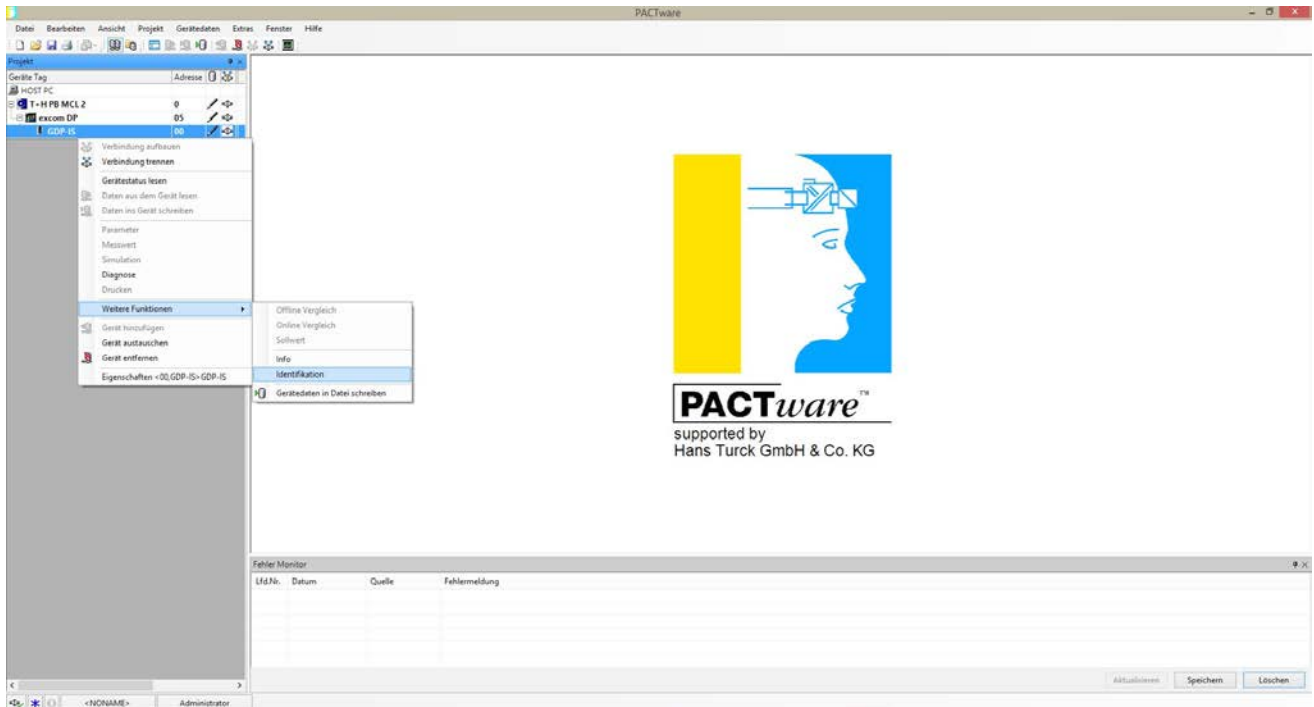 PACTware
Datei Bearbeiten Ansicht Projekt Gerätedaten Extras Fenster Hilfe
Projekt
Geräte Tag Adresse
HOST PC
T+H PB MCL 2 0
excom DP 05
GDP-IS 00
Verbindung aufbauen
Verbindung trennen
Gerätestatus lesen
Daten aus dem Gerät lesen
Daten ins Gerät schreiben
Parameter
Messwert
Simulation
Diagnose
Drucken
Weitere Funktionen
Gerät hinzufügen
Gerät austauschen
Gerät entfernen
Eigenschaften <00,GDP-IS> GDP-IS
Offline Vergleich
Online Vergleich
Sollwert
Info
Identifikation
Gerätedaten in Datei schreiben
PACTware™
supported by
Hans Turck GmbH & Co. KG
Fehler Monitor
Lfd.Nr. Datum Quelle Fehlermeldung
Aktualisieren Speichern Löschen
<NONAME> Administrator